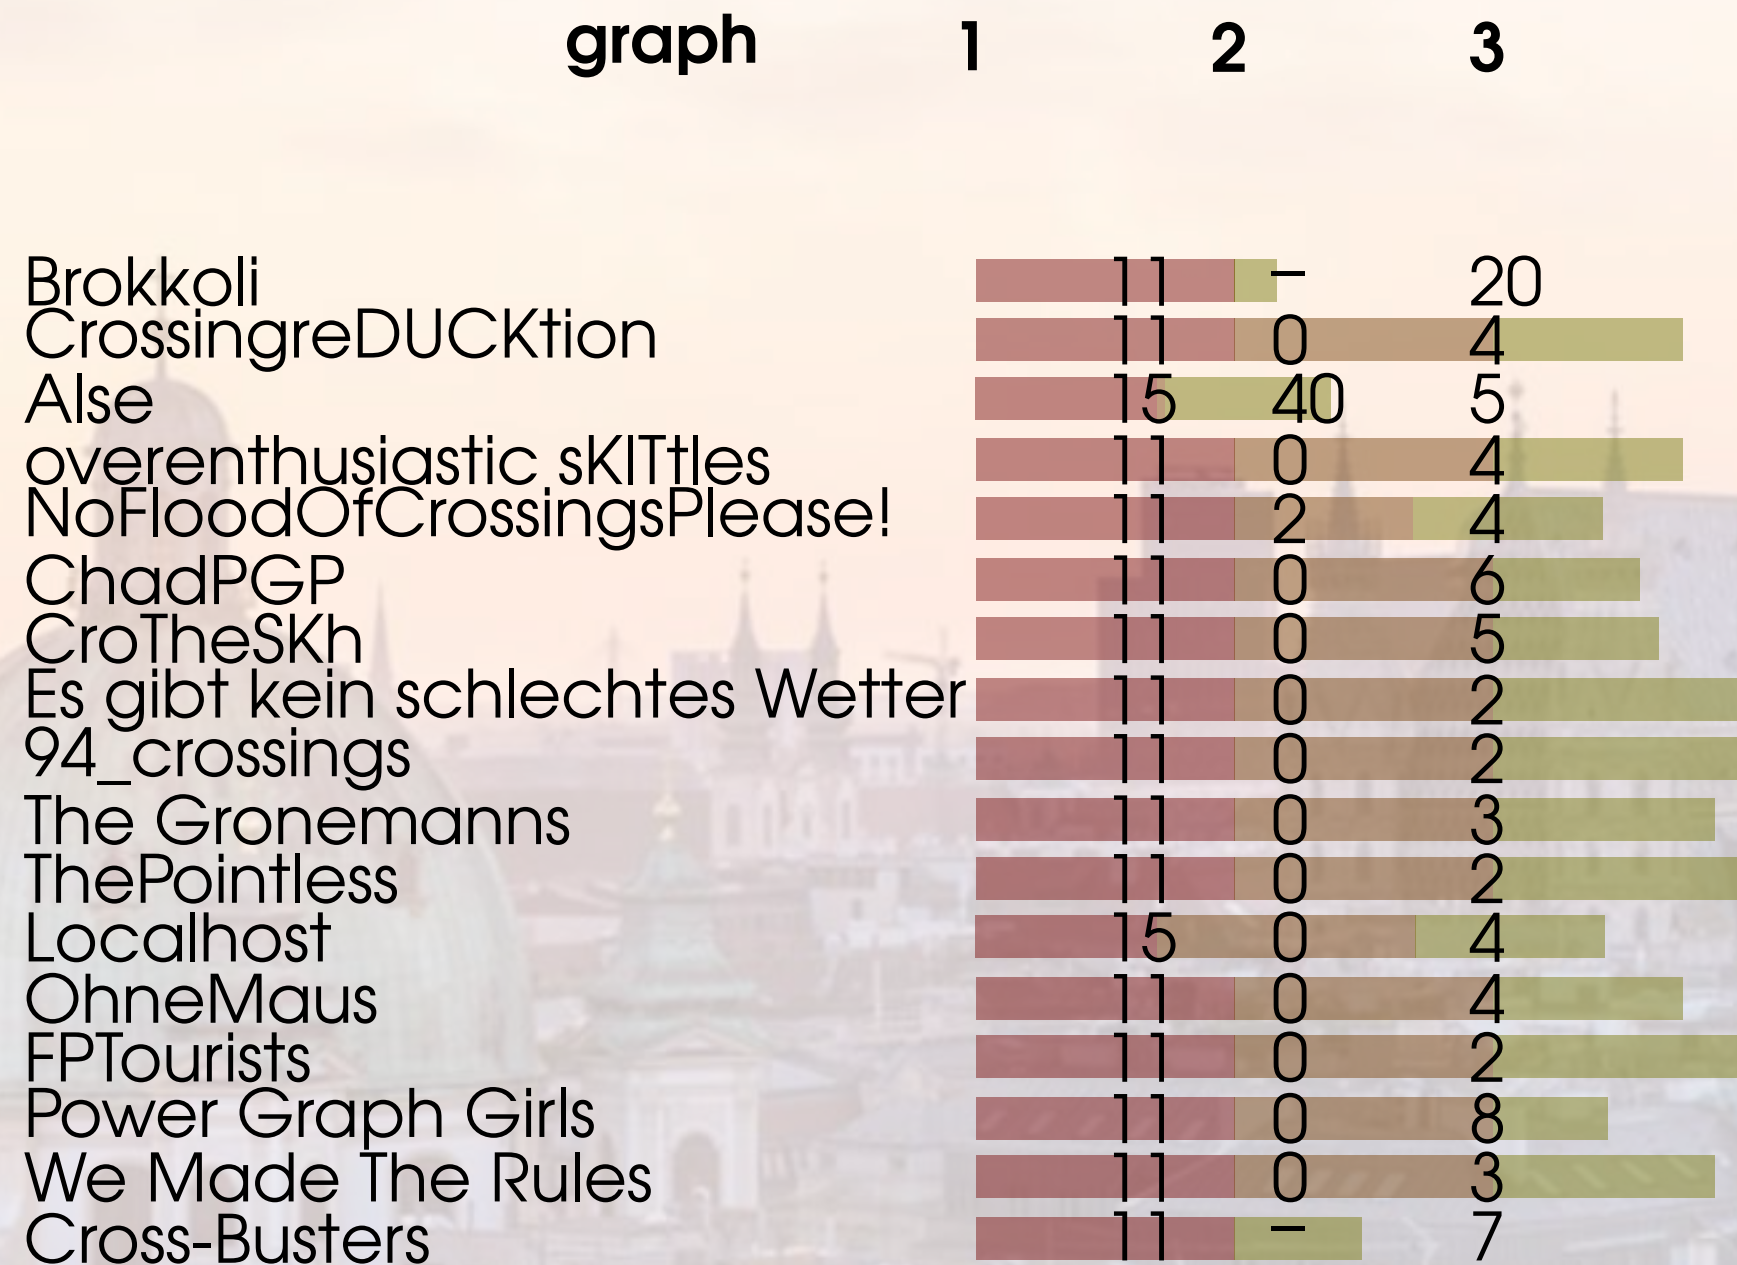 graph 1 2 3
Brokkoli 11 – 20
CrossingreDUCKtion 11 0 4
Alse 15 40 5
overenthusiastic sKITtles 11 0 4
NoFloodOfCrossingsPlease! 11 2 4
ChadPGP 11 0 6
CroTheSKh 11 0 5
Es gibt kein schlechtes Wetter 11 0 2
94_crossings 11 0 2
The Gronemanns 11 0 3
ThePointless 11 0 2
Localhost 15 0 4
OhneMaus 11 0 4
FPTourists 11 0 2
Power Graph Girls 11 0 8
We Made The Rules 11 0 3
Cross-Busters 11 – 7